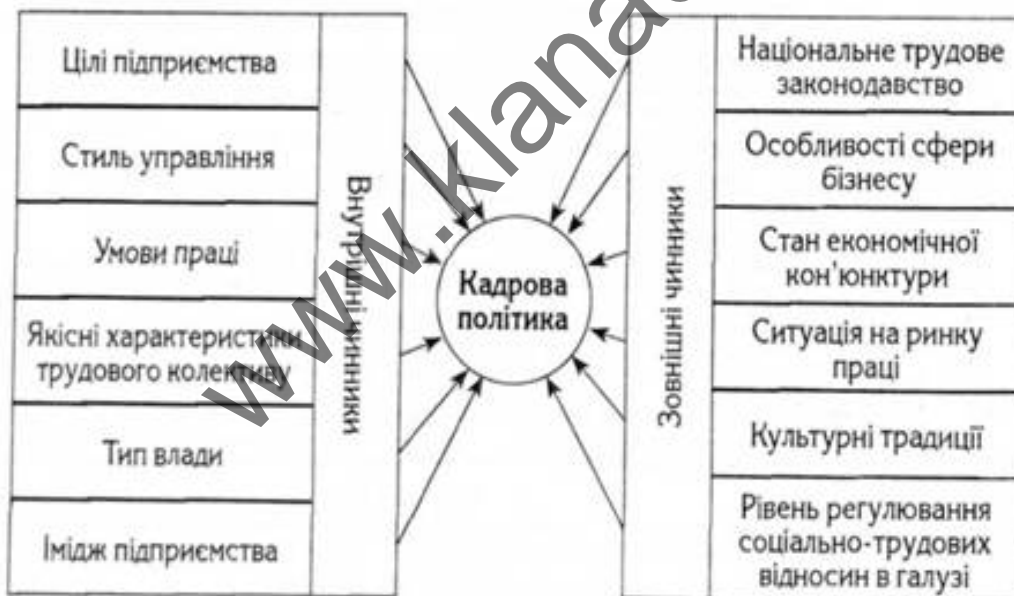 Цілі підприємства
Стиль управління
Умови праці
Якісні характеристики
трудового колективу
Тип влади
Імідж підприємства
Внутрішні чинники
Кадрова
політика
Зовнішні чинники
Національне трудове
законодавство
Особливості сфери
бізнесу
Стан економічної
кон'юнктури
Ситуація на ринку
праці
Культурні традиції
Рівень регулювання
соціально-трудових
відносин в галузі
www.klana